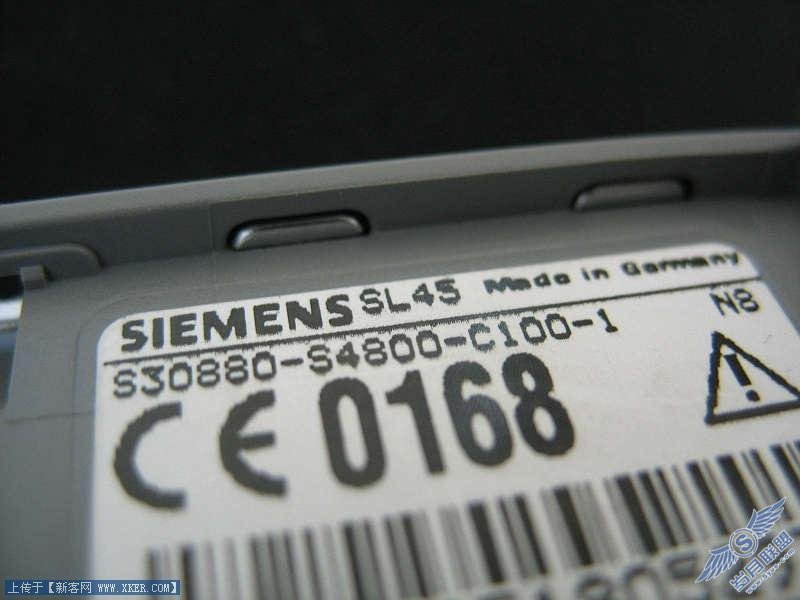 SIEMENS SL45 Made in Germany
S30880-S4800-C100-1 N8
CE 0168
上传于【新客网 www.XKER.com】